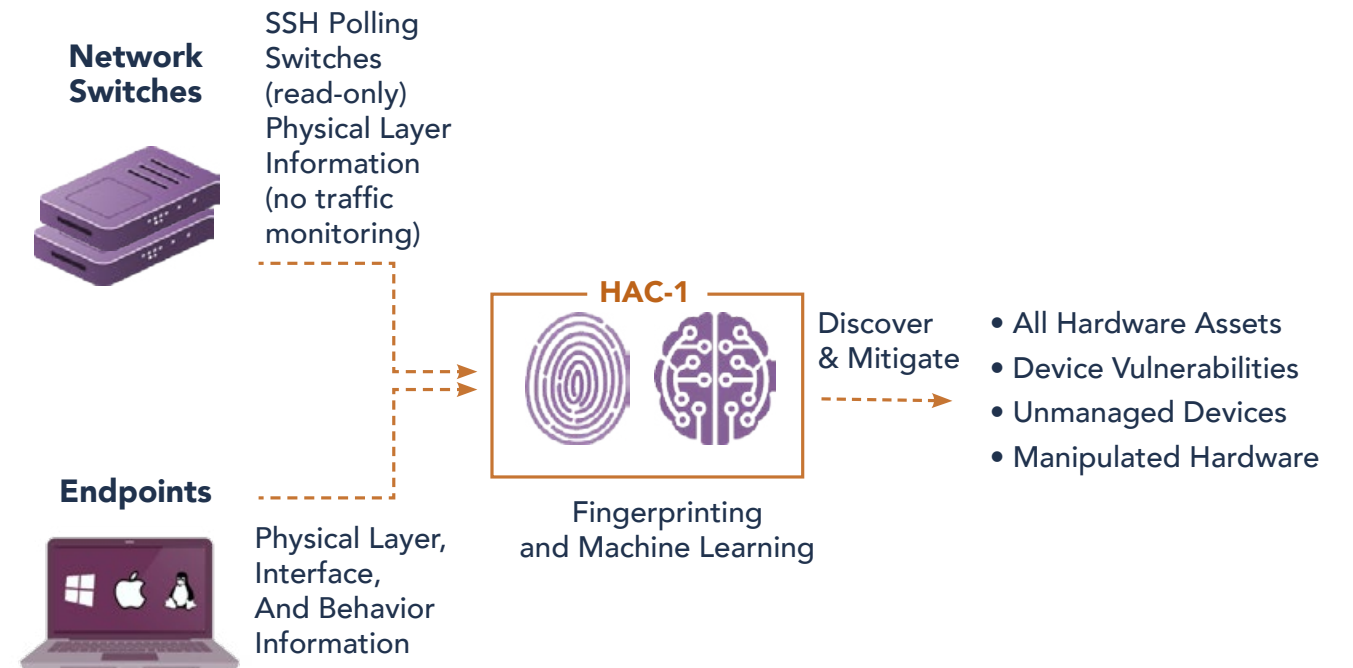 Network
Switches
SSH Polling
Switches
(read-only)
Physical Layer
Information
(no traffic
monitoring)
HAC-1
Discover
& Mitigate
• All Hardware Assets
• Device Vulnerabilities
• Unmanaged Devices
• Manipulated Hardware
Fingerprinting
and Machine Learning
Endpoints
Physical Layer,
Interface,
And Behavior
Information